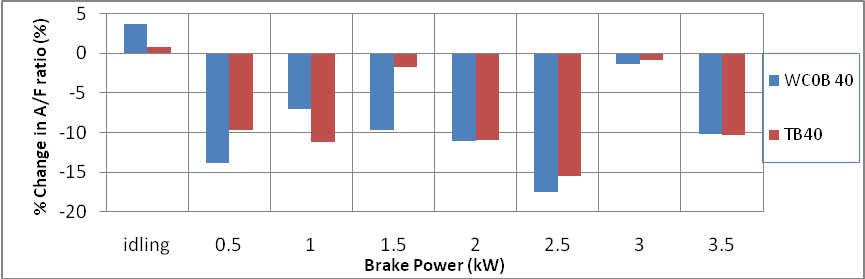 % Change in A/F ratio (%)
5
0
-5
-10
-15
-20
idling 0.5 1 1.5 2 2.5 3 3.5
Brake Power (kW)
WC0B 40
TB40